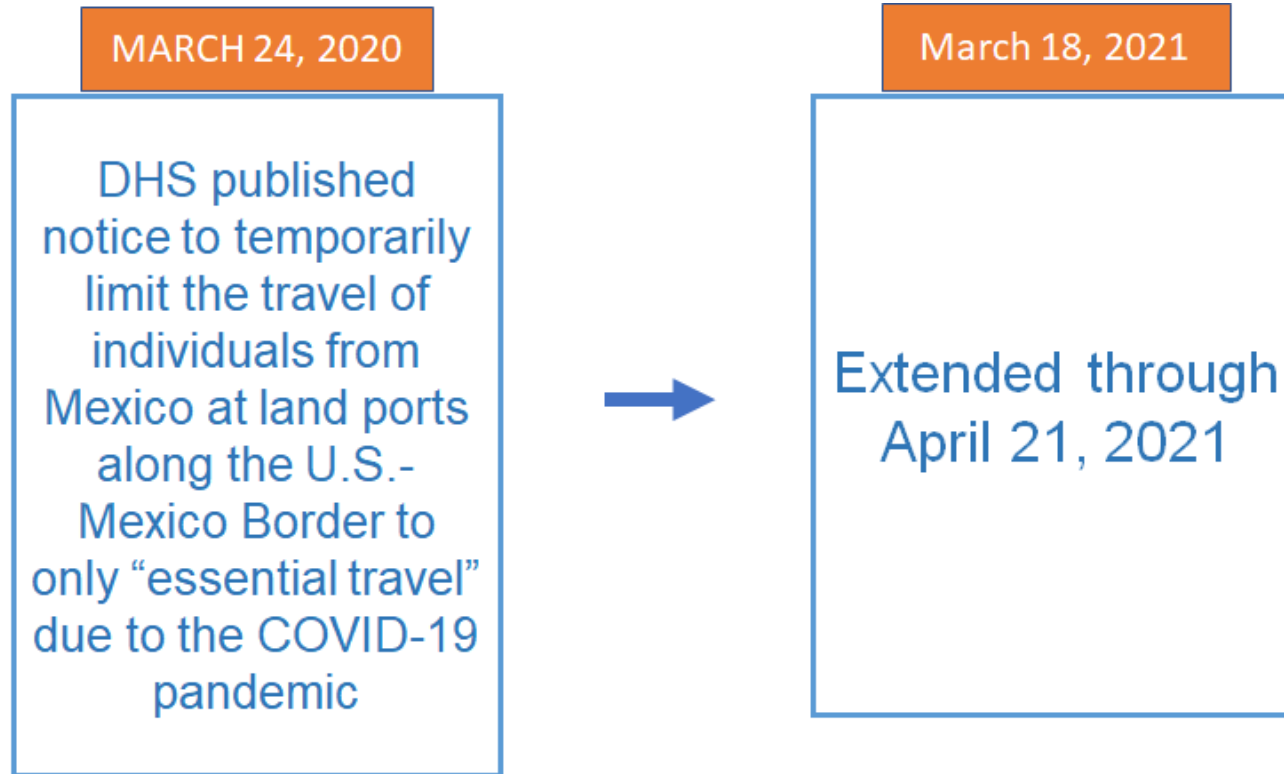 MARCH 24, 2020
DHS published
notice to temporarily
limit the travel of
individuals from
Mexico at land ports
along the U.S.-
Mexico Border to
only “essential travel”
due to the COVID-19
pandemic
March 18, 2021
Extended through
April 21, 2021